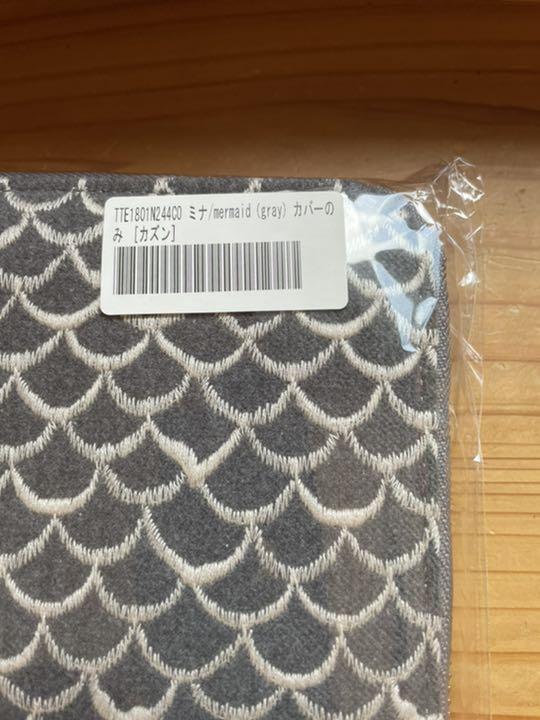 TTE1801N244C0 ミナ/mermaid (gray) カバーの
み [カズン]